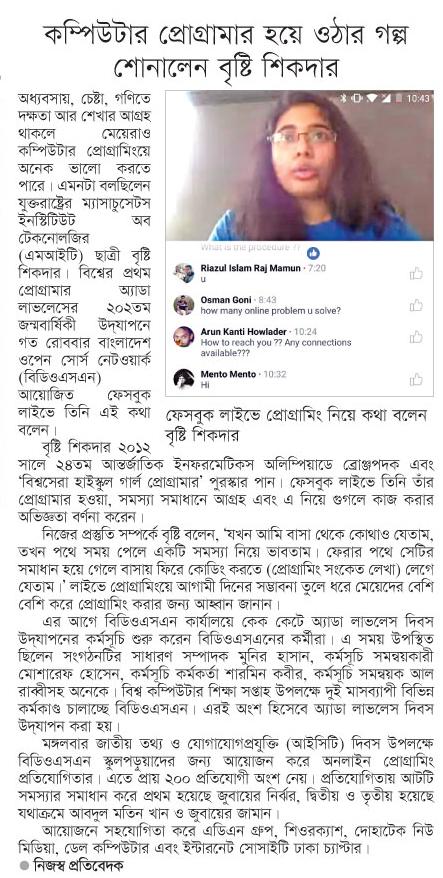 কম্পিউটার প্রোগ্রামার হয়ে ওঠার গল্প
শোনালেন বৃষ্টি শিকদার
অধ্যবসায়, চেষ্টা, গণিতে
দক্ষতা আর শেখার আগ্রহ
থাকলে মেয়েরাও
কম্পিউটার প্রোগ্রামিংয়ে
অনেক ভালো করতে
পারে। এমনটা বলছিলেন
যুক্তরাষ্ট্রের ম্যাসাচুসেটস
ইনস্টিটিউট অব
টেকনোলজির
(এমআইটি) ছাত্রী বৃষ্টি
শিকদার। বিশ্বের প্রথম
প্রোগ্রামার অ্যাডা
লাভলেসের ২০২তম
জন্মবার্ষিকী উদ্‌যাপনে
গত রোববার বাংলাদেশ
ওপেন সোর্স নেটওয়ার্ক
(বিডিওএসএন)
আয়োজিত ফেসবুক
লাইভে তিনি এই কথা
বলেন।
10:43
What is the procedure ??
Riazul Islam Raj Mamun · 7:20
u
Osman Goni · 8:43
how many online problem u solve?
Arun Kanti Howlader · 10:24
How to reach you ?? Any connections
available???
Mento Mento · 10:32
Hi
ফেসবুক লাইভে প্রোগ্রামিং নিয়ে কথা বলেন
বৃষ্টি শিকদার
বৃষ্টি শিকদার ২০১২
সালে ২৪তম আন্তর্জাতিক ইনফরমেটিকস অলিম্পিয়াডে ব্রোঞ্জপদক এবং
‘বিশ্বসেরা হাইস্কুল গার্ল প্রোগ্রামার’ পুরস্কার পান। ফেসবুক লাইভে তিনি তাঁর
প্রোগ্রামার হওয়া, সমস্যা সমাধানে আগ্রহ এবং এ নিয়ে গুগলে কাজ করার
অভিজ্ঞতা বর্ণনা করেন।
নিজের প্রস্তুতি সম্পর্কে বৃষ্টি বলেন, ‘যখন আমি বাসা থেকে কোথাও যেতাম,
তখন পথে সময় পেলে একটি সমস্যা নিয়ে ভাবতাম। ফেরার পথে সেটির
সমাধান হয়ে গেলে বাসায় ফিরে কোডিং করতে (প্রোগ্রামিং সংকেত লেখা) লেগে
যেতাম।’ লাইভে প্রোগ্রামিংয়ে আগামী দিনের সম্ভাবনা তুলে ধরে মেয়েদের বেশি
বেশি করে প্রোগ্রামিং করার জন্য আহ্বান জানান।
এর আগে বিডিওএসএন কার্যালয়ে কেক কেটে অ্যাডা লাভলেস দিবস
উদ্‌যাপনের কর্মসূচি শুরু করেন বিডিওএসএনের কর্মীরা। এ সময় উপস্থিত
ছিলেন সংগঠনটির সাধারণ সম্পাদক মুনির হাসান, কর্মসূচি সমন্বয়কারী
মোশারেফ হোসেন, কর্মসূচি কর্মকর্তা শারমিন কবীর, কর্মসূচি সমন্বয়ক আল
রাব্বীসহ অনেকে। বিশ্ব কম্পিউটার শিক্ষা সপ্তাহ উপলক্ষে দুই মাসব্যাপী বিভিন্ন
কর্মকাণ্ড চালাচ্ছে বিডিওএসএন। এরই অংশ হিসেবে অ্যাডা লাভলেস দিবস
উদ্‌যাপন করা হয়।
মঙ্গলবার জাতীয় তথ্য ও যোগাযোগপ্রযুক্তি (আইসিটি) দিবস উপলক্ষে
বিডিওএসএন স্কুলপড়ুয়াদের জন্য আয়োজন করে অনলাইন প্রোগ্রামিং
প্রতিযোগিতার। এতে প্রায় ২০০ প্রতিযোগী অংশ নেয়। প্রতিযোগিতায় আটটি
সমস্যার সমাধান করে প্রথম হয়েছে জুবায়ের নির্ঝর, দ্বিতীয় ও তৃতীয় হয়েছে
যথাক্রমে আবদুল মতিন খান ও জুবায়ের জামান।
আয়োজনে সহযোগিতা করে এডিএন গ্রুপ, শিওরক্যাশ, দোহাটেক নিউ
মিডিয়া, ডেল কম্পিউটার এবং ইন্টারনেট সোসাইটি ঢাকা চ্যাপ্টার।
● নিজস্ব প্রতিবেদক